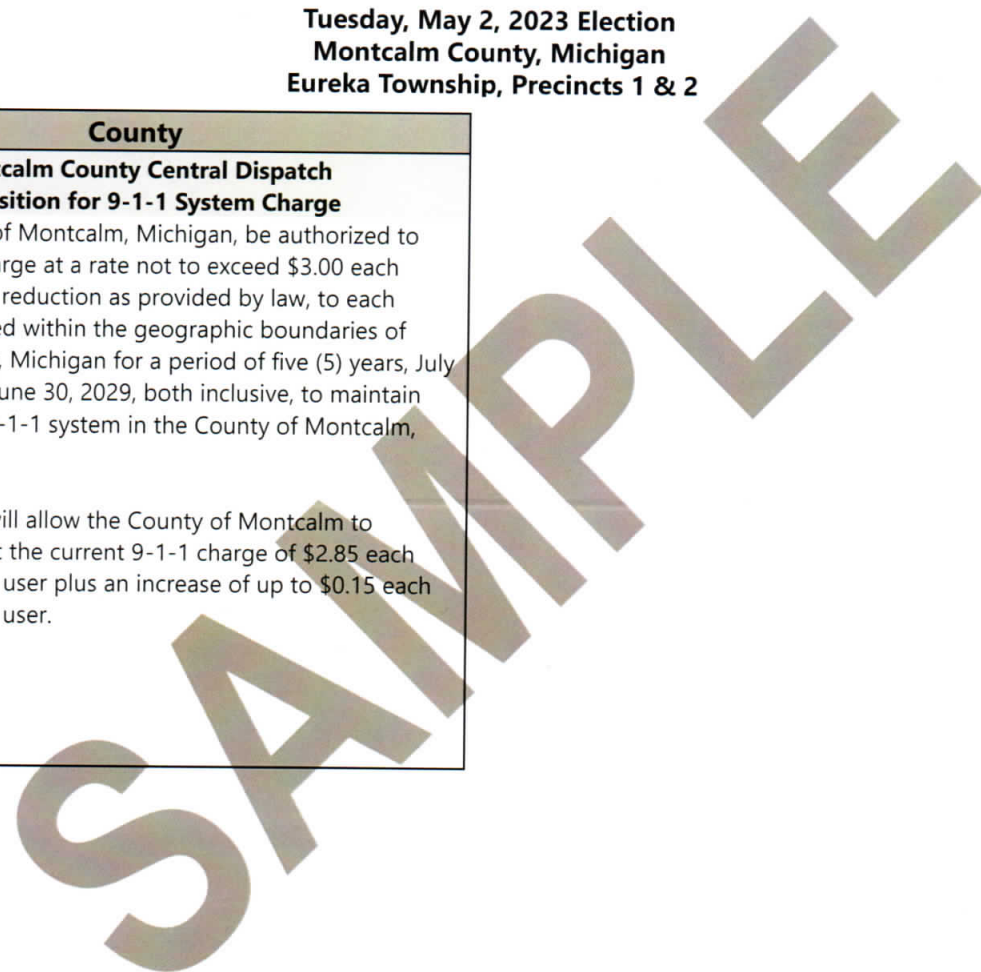 Tuesday, May 2, 2023 Election
Montcalm County, Michigan
Eureka Township, Precincts 1 & 2
County
tcalm County Central Dispatch
sition for 9-1-1 System Charge
of Montcalm, Michigan, be authorized to
arge at a rate not to exceed $3.00 each
reduction as provided by law, to each
ed within the geographic boundaries of
, Michigan for a period of five (5) years, July
une 30, 2029, both inclusive, to maintain
-1-1 system in the County of Montcalm,
ill allow the County of Montcalm to
t the current 9-1-1 charge of $2.85 each
user plus an increase of up to $0.15 each
user.
SAMPLE